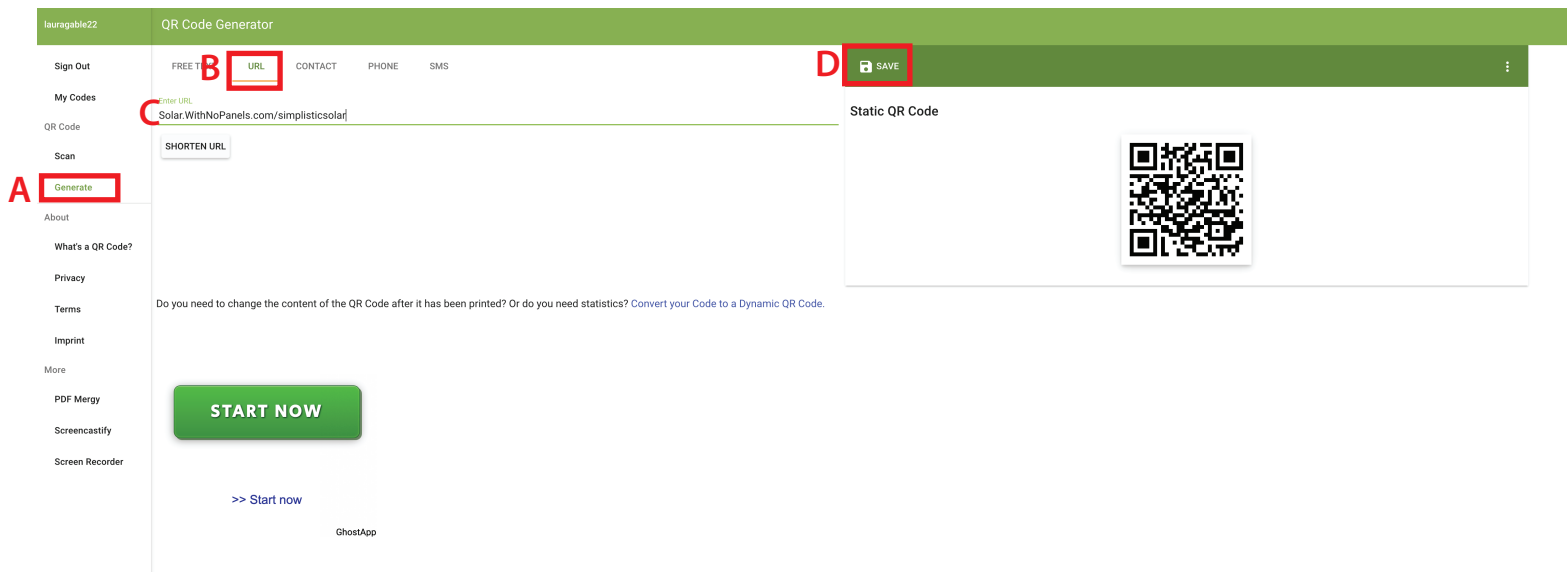 lauragable22
QR Code Generator
Sign Out
My Codes
QR Code
Scan
A
Generate
About
What's a QR Code?
Privacy
Terms
Imprint
More
PDF Mergy
Screencastify
Screen Recorder
FREE
B
URL
CONTACT
PHONE
SMS
C
Enter URL
Solar.WithNoPanels.com/simplisticsolar
SHORTEN URL
Do you need to change the content of the QR Code after it has been printed? Or do you need statistics? Convert your Code to a Dynamic QR Code.
START NOW
>> Start now
GhostApp
D
SAVE
Static QR Code